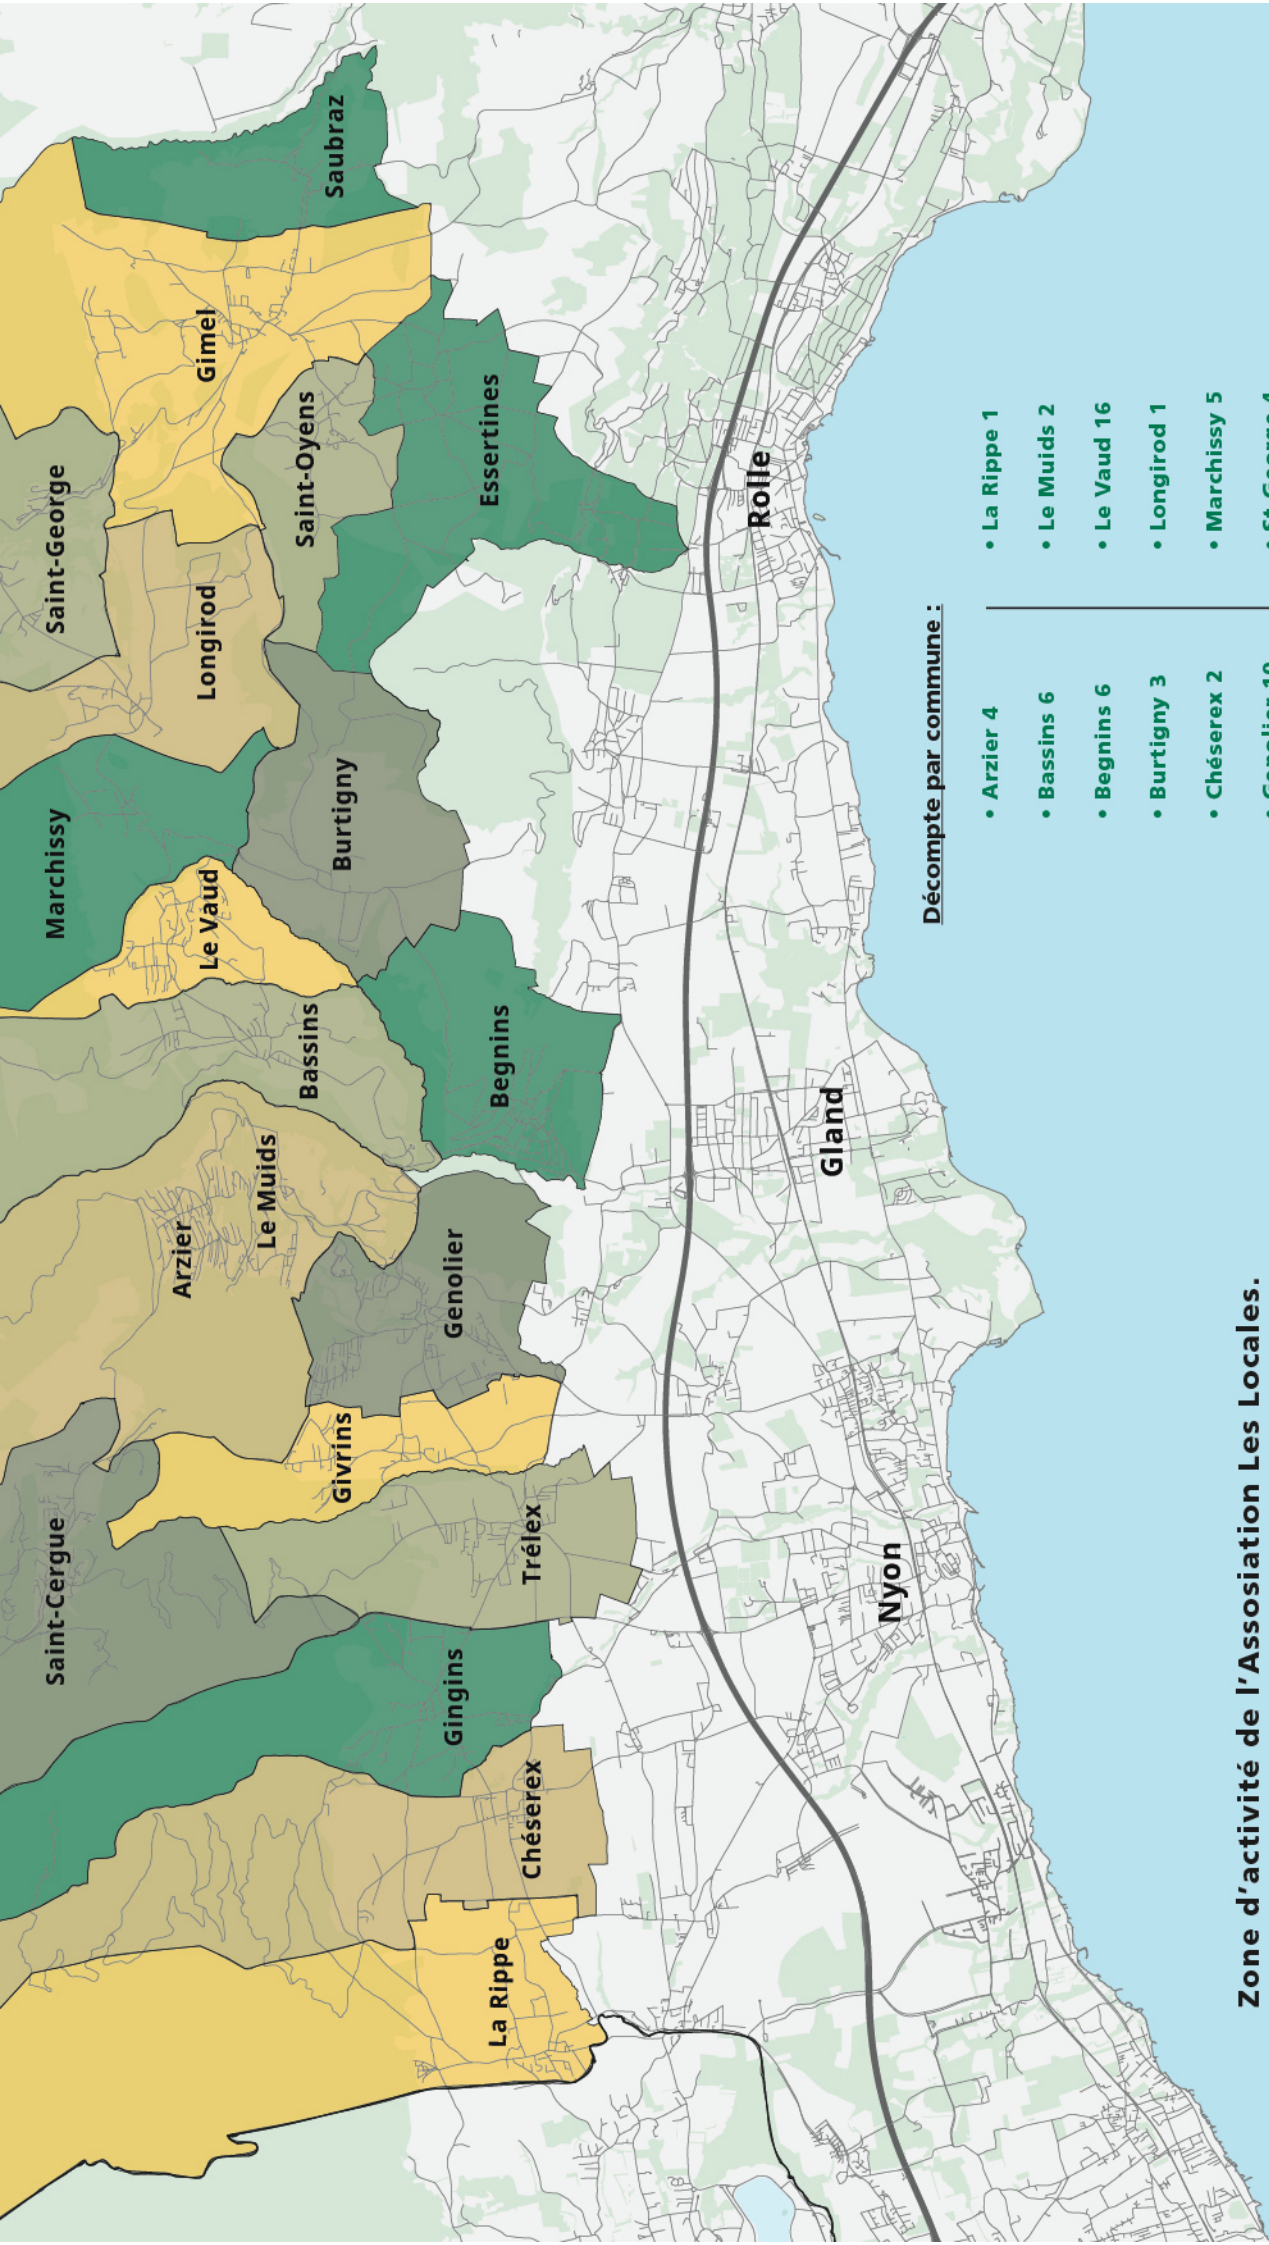 Saint-Cergue
Arzier
Le Muids
Marchissy
Le Vaud
Saint-George
Longirod
Gimel
Saubraz
Saint-Oyens
Essertines
Burtigny
Bassins
Begnins
Genolier
Givrins
Trélex
Gingins
Chéserex
La Rippe
Nyon
Gland
Rolle
Décompte par commune :
• Arzier 4
• Bassins 6
• Begnins 6
• Burtigny 3
• Chéserex 2
• La Rippe 1
• Le Muids 2
• Le Vaud 16
• Longirod 1
• Marchissy 5
Zone d’activité de l’Assosiation Les Locales.